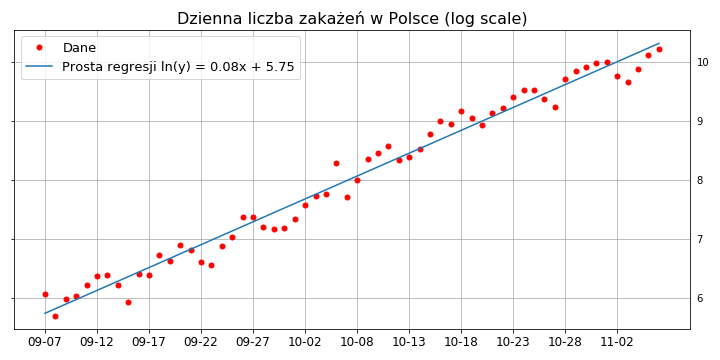 Dzienna liczba zakażeń w Polsce (log scale)
Dane
Prosta regresji ln(y) = 0.08x + 5.75
10
9
8
7
6
09-07 09-12 09-17 09-22 09-27 10-02 10-08 10-13 10-18 10-23 10-28 11-02